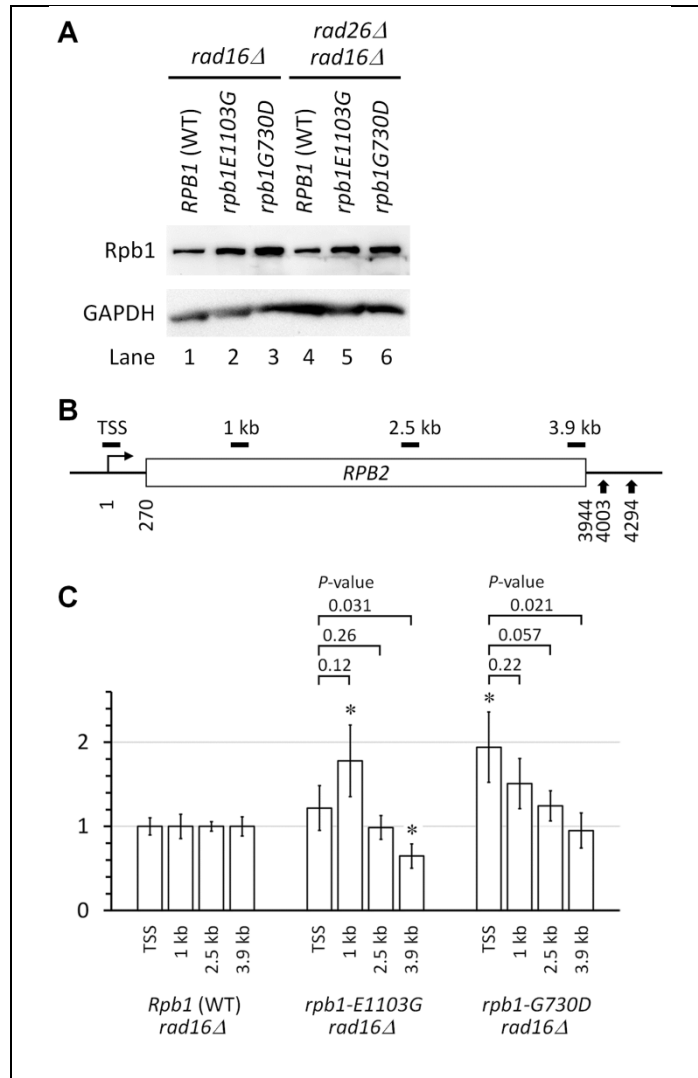 A
rad26Δ
rad16Δ rad16Δ
RPB1 (WT) rpb1E1103G rpb1G730D RPB1 (WT) rpb1E1103G rpb1G730D
Rpb1
GAPDH
Lane 1 2 3 4 5 6
B
TSS 1 kb 2.5 kb 3.9 kb
RPB2
1 270 3944 4003 4294
C
P-value P-value
0.031 0.021
0.26 0.057
0.12 0.22
* * * 
2
1
0
TSS 1 kb 2.5 kb 3.9 kb TSS 1 kb 2.5 kb 3.9 kb TSS 1 kb 2.5 kb 3.9 kb
Rpb1 (WT) rpb1-E1103G rpb1-G730D
rad16Δ rad16Δ rad16Δ